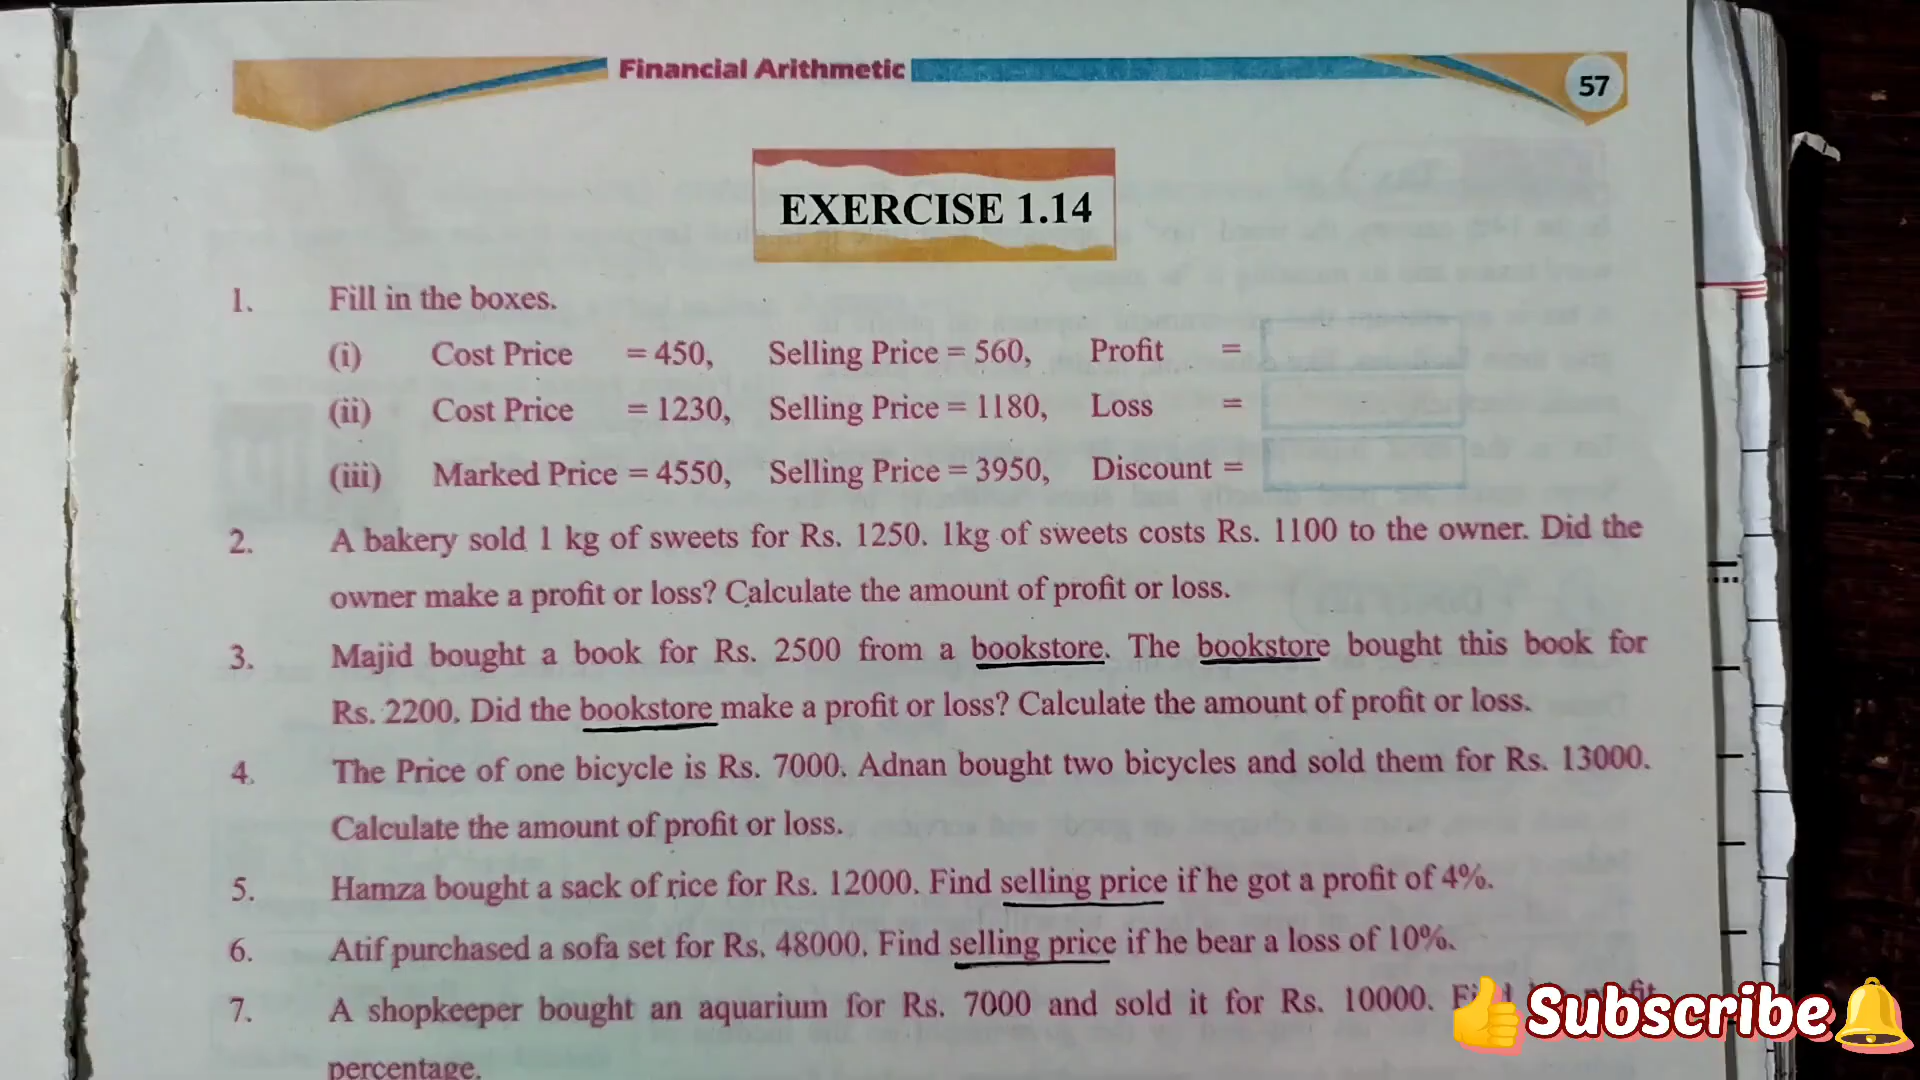 Financial Arithmetic
57
EXERCISE 1.14
1. Fill in the boxes.
(i) Cost Price = 450, Selling Price = 560, Profit =
(ii) Cost Price = 1230, Selling Price = 1180, Loss =
(iii) Marked Price = 4550, Selling Price = 3950, Discount =
2. A bakery sold 1 kg of sweets for Rs. 1250. 1kg of sweets costs Rs. 1100 to the owner. Did the
owner make a profit or loss? Calculate the amount of profit or loss.
3. Majid bought a book for Rs. 2500 from a bookstore. The bookstore bought this book for
Rs. 2200. Did the bookstore make a profit or loss? Calculate the amount of profit or loss.
4. The Price of one bicycle is Rs. 7000. Adnan bought two bicycles and sold them for Rs. 13000.
Calculate the amount of profit or loss.
5. Hamza bought a sack of rice for Rs. 12000. Find selling price if he got a profit of 4%.
6. Atif purchased a sofa set for Rs. 48000. Find selling price if he bear a loss of 10%.
7. A shopkeeper bought an aquarium for Rs. 7000 and sold it for Rs. 10000.
percentage.
Subscribe